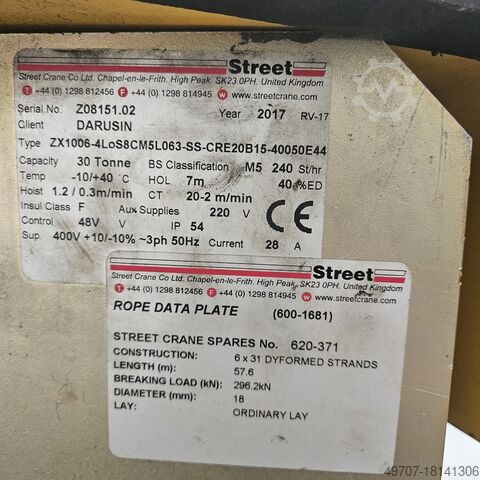 Street
Street Crane Co Ltd. Chapel-en-le-Frith. High Peak. SK23 0PH. United Kingdom
T +44 (0) 1298 812456 F +44 (0) 1298 814945 W www.streetcrane.com
Serial No. Z08151.02 Year 2017 RV-17
Client DARUSIN
Type ZX1006-4LoS8CM5L063-SS-CRE20B15-40050E44
Capacity 30 Tonne BS Classification M5 240 St/hr
Temp -10/+40 °C HOL 7m 40 %ED
Hoist 1.2 / 0.3m/min CT 20-2 m/min
Insul Class F Aux Supplies 220 V CE
Control 48V IP 54
Sup. 400V +10/-10% ~3ph 50Hz Current 28 A
Street
Street Crane Co Ltd. Chapel-en-le-Frith. High Peak, SK23 0PH. United Kingdom
T +44 (0) 1298 812456 F +44 (0) 1298 814945 W www.streetcrane.com
ROPE DATA PLATE (600-1681)
STREET CRANE SPARES No. 620-371
CONSTRUCTION: 6 x 31 DYFORMED STRANDS
LENGTH (m): 57.6
BREAKING LOAD (kN): 296.2kN
DIAMETER (mm): 18
LAY: ORDINARY LAY
49707-18141306